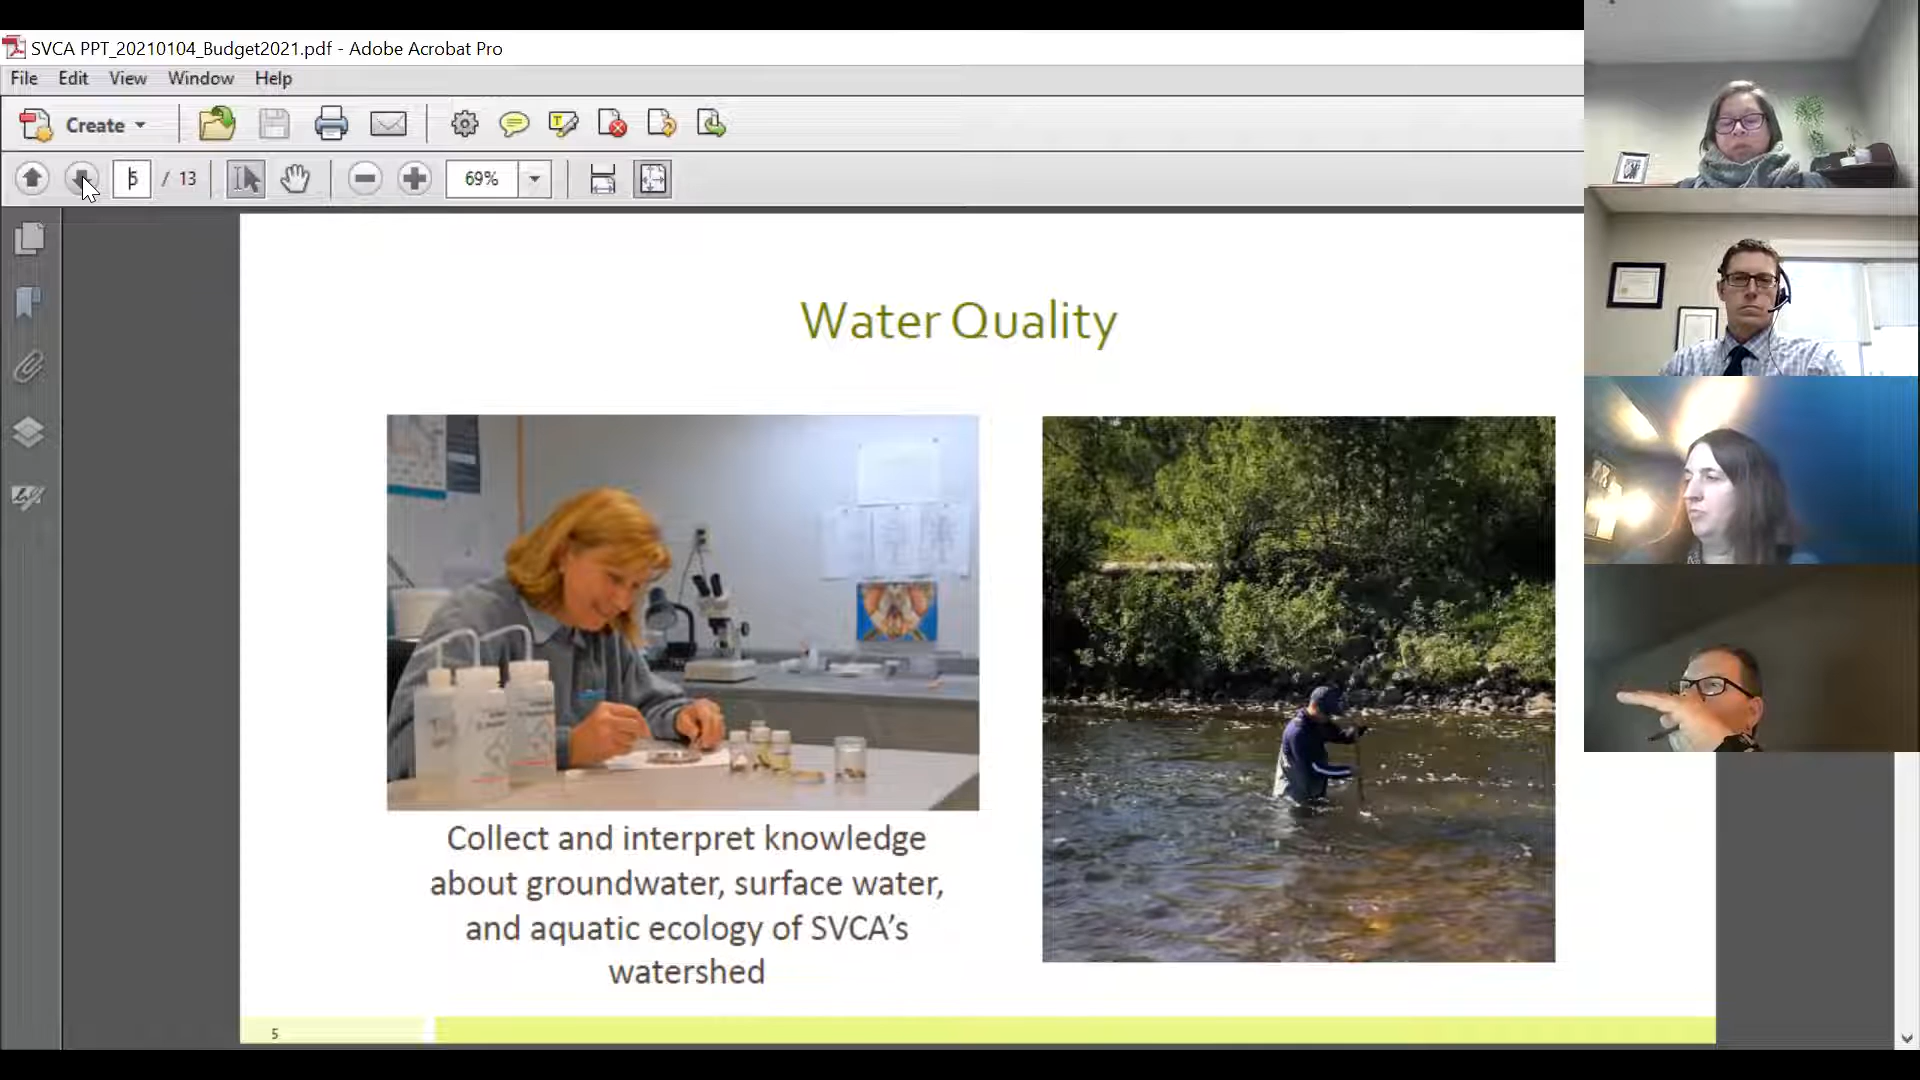 SVCA PPT_20210104_Budget2021.pdf - Adobe Acrobat Pro
File Edit View Window Help
Create
5 / 13 69%
Water Quality
Collect and interpret knowledge
about groundwater, surface water,
and aquatic ecology of SVCA's
watershed
5